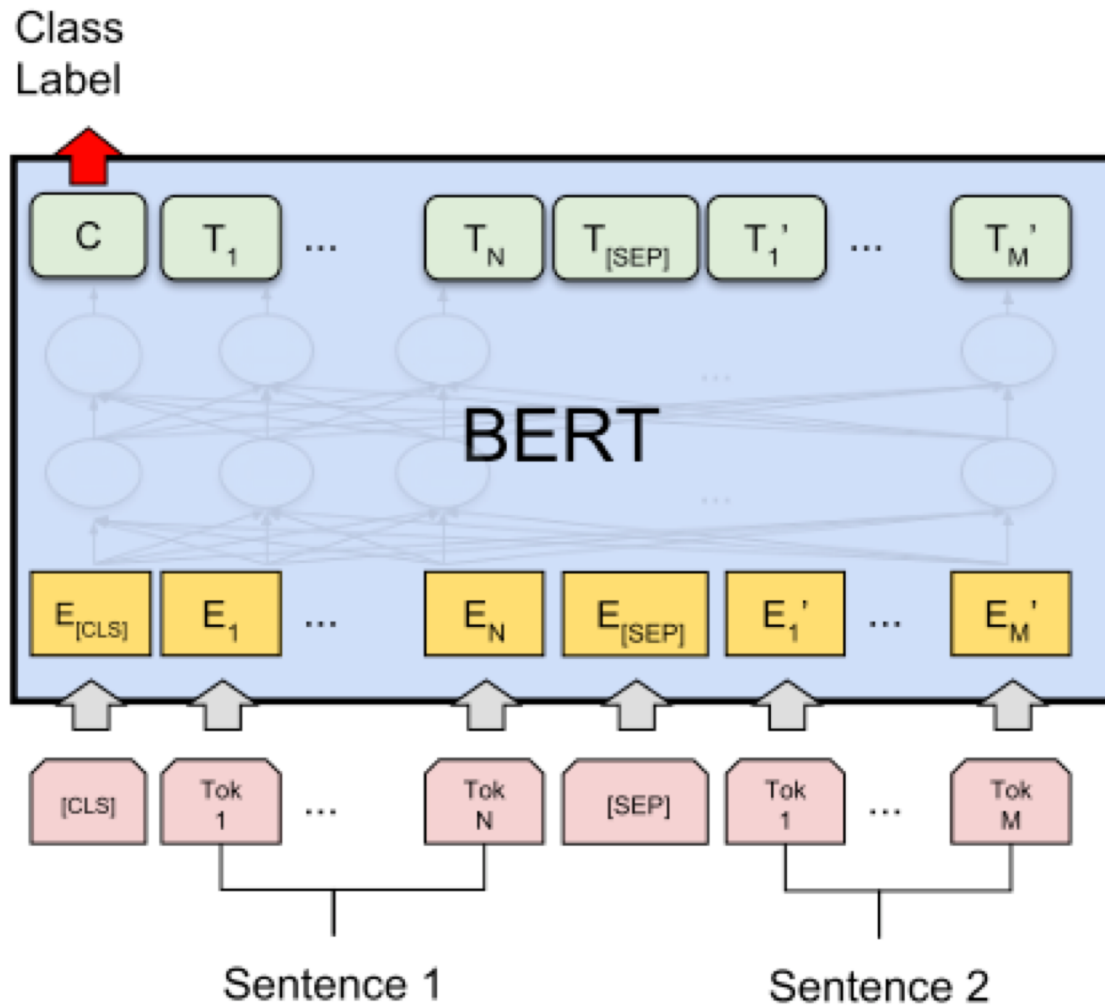 Class
Label
C T1 ... TN T[SEP] T1’ ... TM’
...
BERT
...
E[CLS] E1 ... EN E[SEP] E1’ ... EM’
[CLS] Tok 1 ... Tok N [SEP] Tok 1 ... Tok M
Sentence 1 Sentence 2